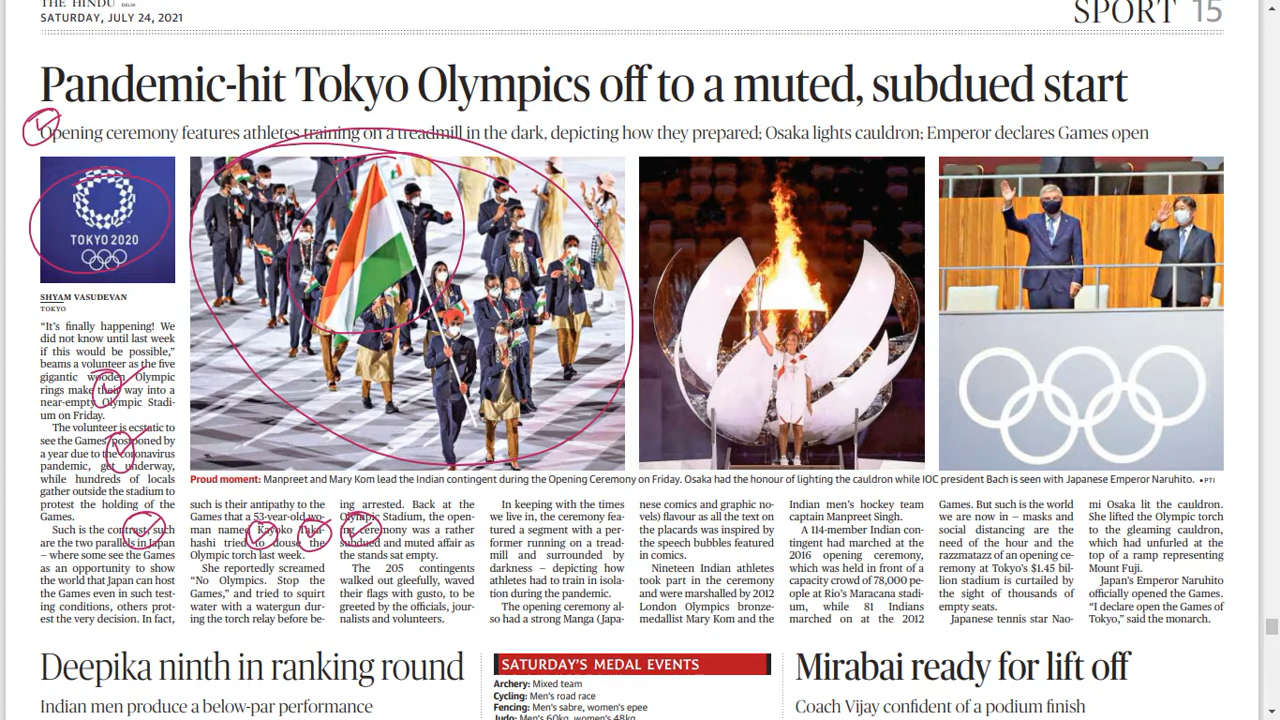 THE HINDU DELHI
SATURDAY, JULY 24, 2021
SPORT 15
Pandemic-hit Tokyo Olympics off to a muted, subdued start
Opening ceremony features athletes training on a treadmill in the dark, depicting how they prepared; Osaka lights cauldron; Emperor declares Games open
TOKYO 2020
SHYAM VASUDEVAN
TOKYO
“It’s finally happening! We
did not know until last week
if this would be possible,”
beams a volunteer as the five
gigantic wooden Olympic
rings make their way into a
near-empty Olympic Stadi-
um on Friday.
The volunteer is ecstatic to
see the Games, postponed by
a year due to the coronavirus
pandemic, get underway,
while hundreds of locals
gather outside the stadium to
protest the holding of the
Games.
Such is the contrast, such
are the two parallels in Japan
– where some see the Games
as an opportunity to show
the world that Japan can host
the Games even in such test-
ing conditions, others prot-
est the very decision. In fact,
Proud moment: Manpreet and Mary Kom lead the Indian contingent during the Opening Ceremony on Friday. Osaka had the honour of lighting the cauldron while IOC president Bach is seen with Japanese Emperor Naruhito. • PTI
such is their antipathy to the
Games that a 53-year-old wo-
man named Kayoko Taka-
hashi tried to douse the
Olympic torch last week.
She reportedly screamed
“No Olympics. Stop the
Games,” and tried to squirt
water with a watergun dur-
ing the torch relay before be-
ing arrested. Back at the
Olympic Stadium, the open-
ing ceremony was a rather
subdued and muted affair as
the stands sat empty.
The 205 contingents
walked out gleefully, waved
their flags with gusto, to be
greeted by the officials, jour-
nalists and volunteers.
In keeping with the times
we live in, the ceremony fea-
tured a segment with a per-
former running on a tread-
mill and surrounded by
darkness – depicting how
athletes had to train in isola-
tion during the pandemic.
The opening ceremony al-
so had a strong Manga (Japa-
nese comics and graphic no-
vels) flavour as all the text on
the placards was inspired by
the speech bubbles featured
in comics.
Nineteen Indian athletes
took part in the ceremony
and were marshalled by 2012
London Olympics bronze-
medallist Mary Kom and the
Indian men’s hockey team
captain Manpreet Singh.
A 114-member Indian con-
tingent had marched at the
2016 opening ceremony,
which was held in front of a
capacity crowd of 78,000 pe-
ople at Rio’s Maracana stadia-
um, while 81 Indians
marched on at the 2012
Games. But such is the world
we are now in – masks and
social distancing are the
need of the hour and the
razzmatazz of an opening ce-
remony at Tokyo’s $1.45 bil-
lion stadium is curtailed by
the sight of thousands of
empty seats.
Japanese tennis star Nao-
mi Osaka lit the cauldron.
She lifted the Olympic torch
to the gleaming cauldron,
which had unfurled at the
top of a ramp representing
Mount Fuji.
Japan’s Emperor Naruhito
officially opened the Games.
“I declare open the Games of
Tokyo,” said the monarch.
Deepika ninth in ranking round
Indian men produce a below-par performance
SATURDAY’S MEDAL EVENTS
Archery: Mixed team
Cycling: Men’s road race
Fencing: Men’s sabre, women’s epee
Judo: Men’s 60kg, women’s 48kg
Mirabai ready for lift off
Coach Vijay confident of a podium finish